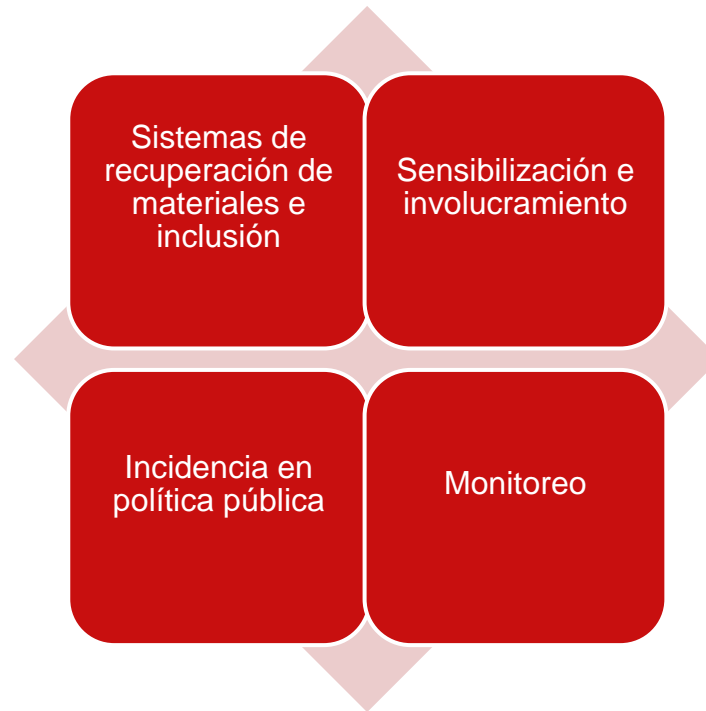 Sistemas de
recuperación de
materiales e
inclusión
Sensibilización e
involucramiento
Incidencia en
política pública
Monitoreo